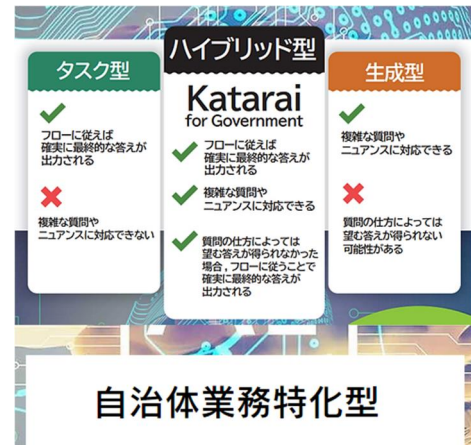 タスク型
フローに従えば
確実に最終的な答えが
出力される
複雑な質問や
ニュアンスに対応できない
ハイブリッド型
Katarai
for Government
フローに従えば
確実に最終的な答えが
出力される
複雑な質問や
ニュアンスに対応できる
質問の仕方によっては
望む答えが得られなかった
場合，フローに従うことで
確実に最終的な答えが
出力される
生成型
複雑な質問や
ニュアンスに対応できる
質問の仕方によっては
望む答えが得られない
可能性がある
自治体業務特化型